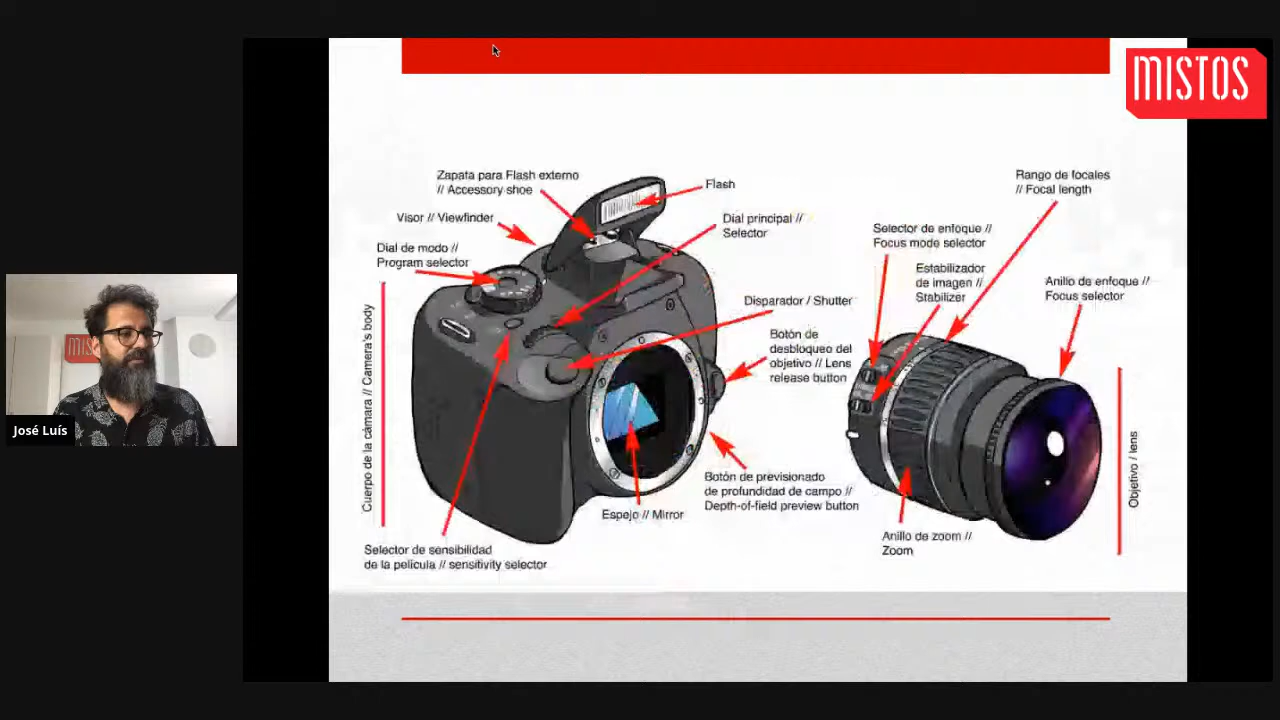 MISTOS
Zapata para Flash externo
// Accessory shoe
Flash
Rango de focales
// Focal length
Visor // Viewfinder
Dial principal //
Selector
Selector de enfoque //
Focus mode selector
Dial de modo //
Program selector
Estabilizador
de imagen //
Stabilizer
Anillo de enfoque //
Focus selector
Disparador / Shutter
Botón de
desbloqueo del
objetivo // Lens
release button
Cuerpo de la cámara // Camera's body
José Luís
Objetivo / lens
Botón de previsionado
de profundidad de campo //
Depth-of-field preview button
Espejo // Mirror
Anillo de zoom //
Zoom
Selector de sensibilidad
de la película // sensitivity selector